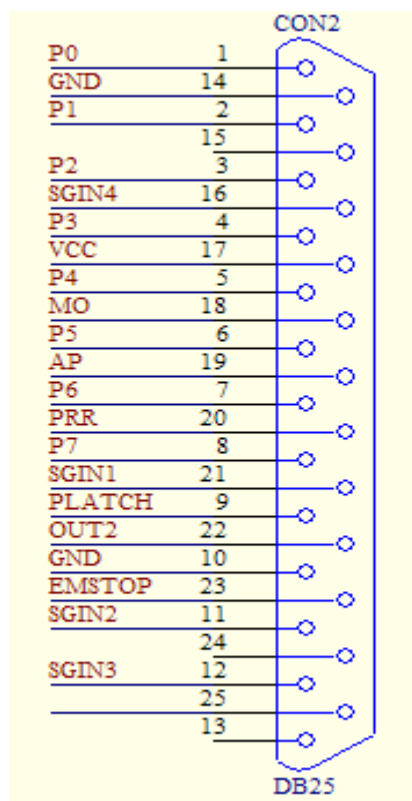 CON2
P0 1
GND 14
P1 2
15
P2 3
SGIN4 16
P3 4
VCC 17
P4 5
MO 18
P5 6
AP 19
P6 7
PRR 20
P7 8
SGIN1 21
PLATCH 9
OUT2 22
GND 10
EMSTOP 23
SGIN2 11
24
SGIN3 12
25
13
DB25